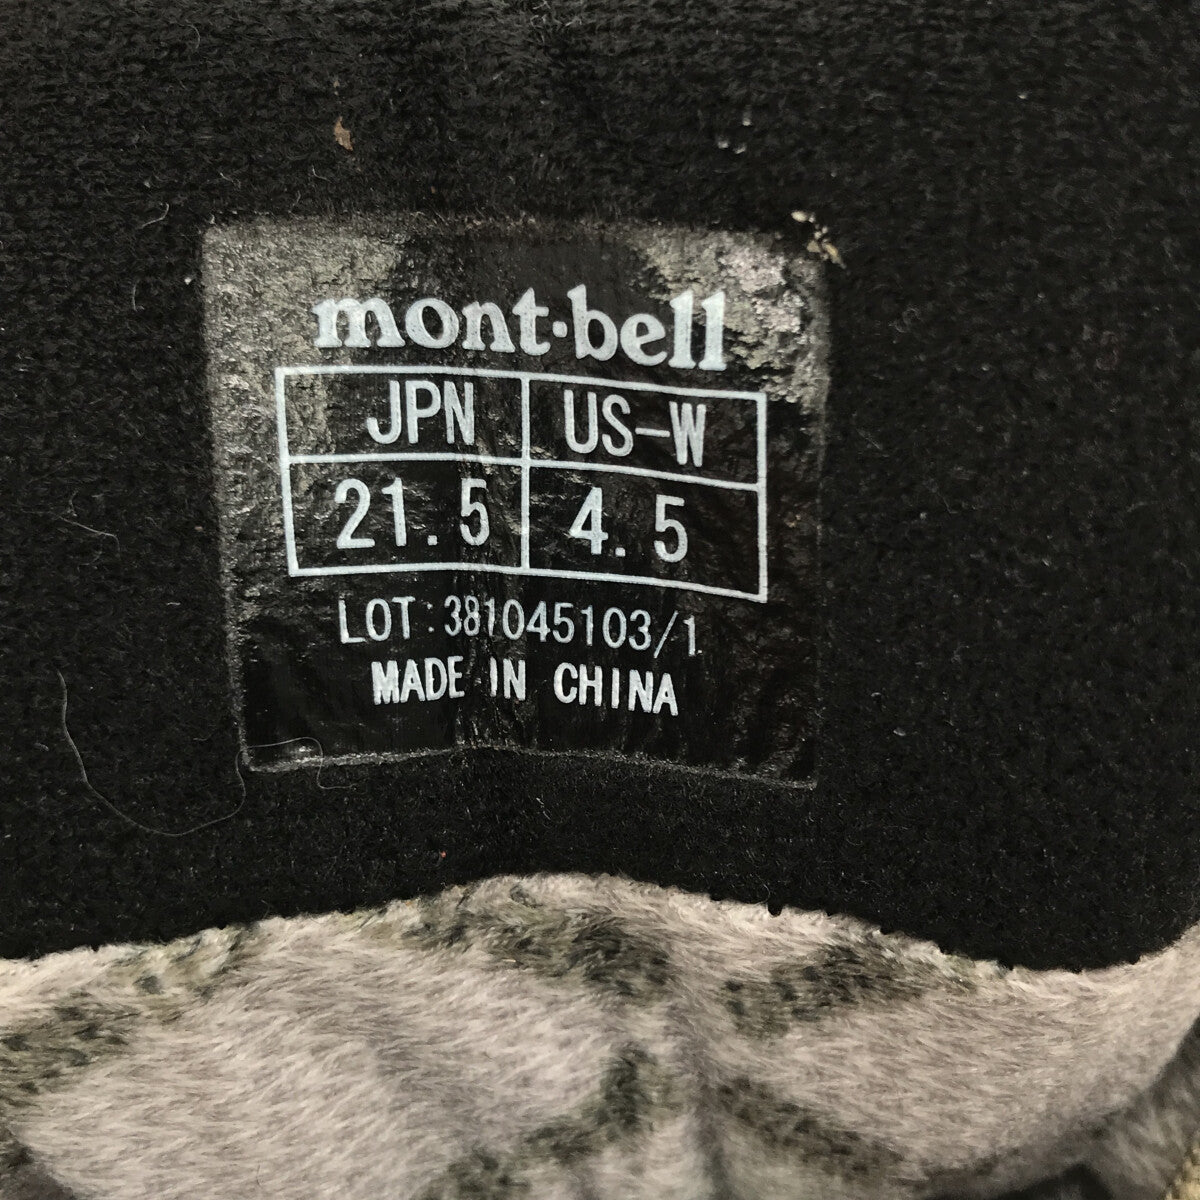 mont·bell
JPN US-W
21.5 4.5
LOT:381045103/1
MADE IN CHINA